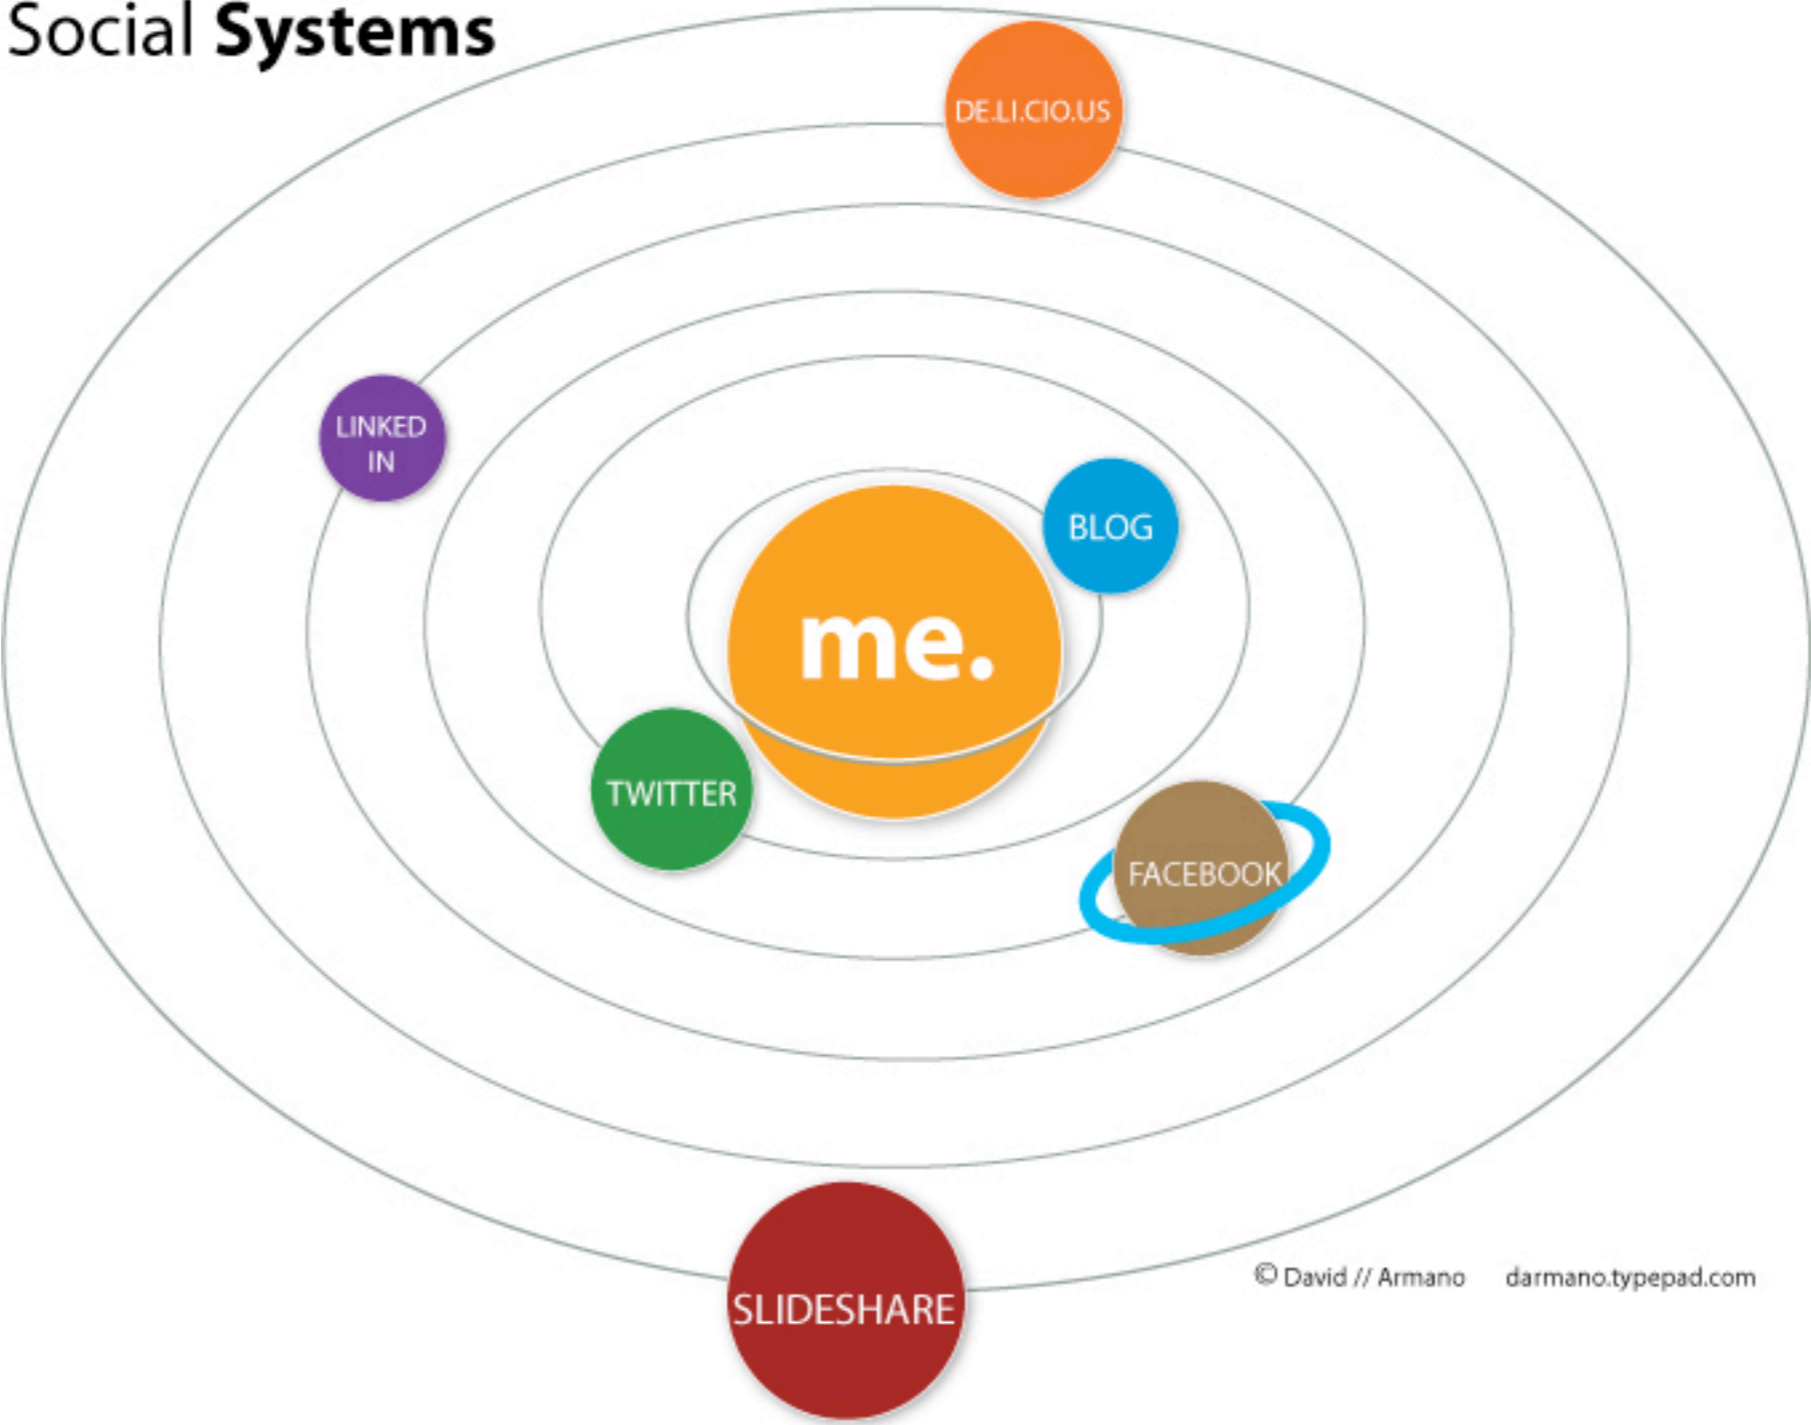 Social Systems
DE.LI.CIO.US
LINKED
IN
BLOG
me.
TWITTER
FACEBOOK
SLIDESHARE
© David // Armano darmano.typepad.com